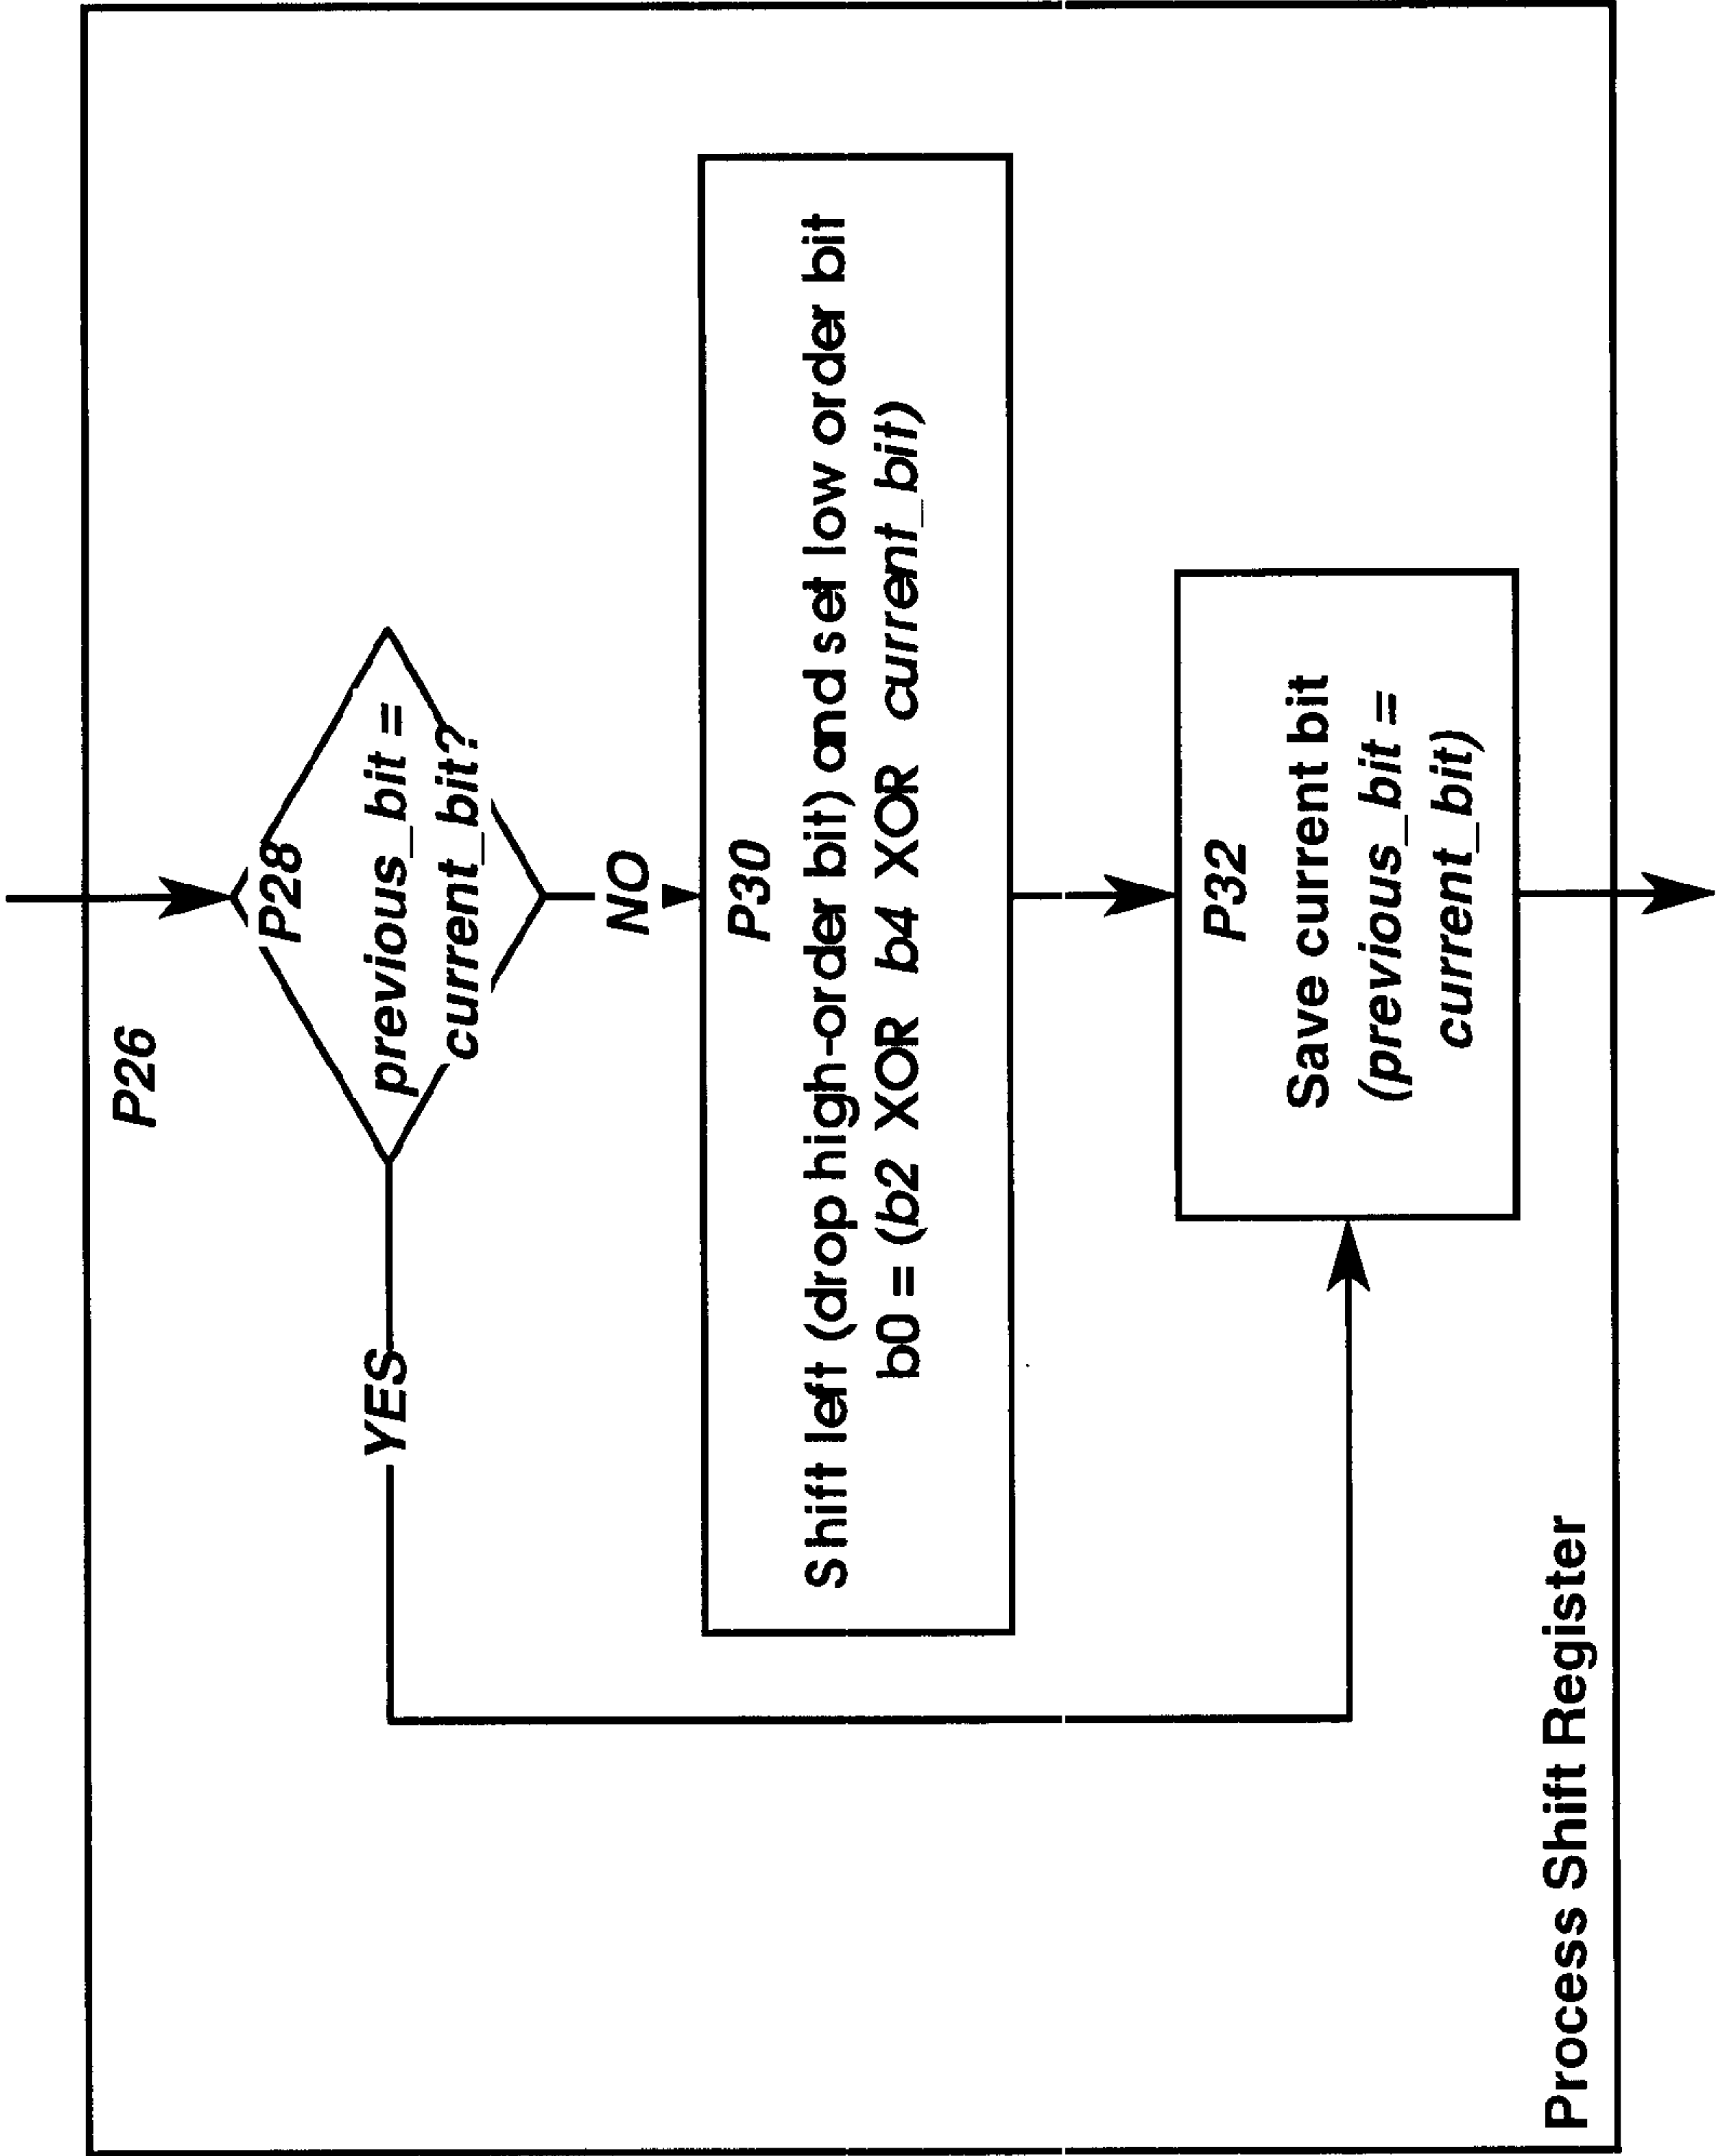 P26
P28
previous_bit =
current_bit?
YES
NO
P30
Shift left (drop high-order bit) and set low order bit
b0 = (b2 XOR b4 XOR current_bit)
P32
Save current bit
(previous_bit =
current_bit)
Process Shift Register